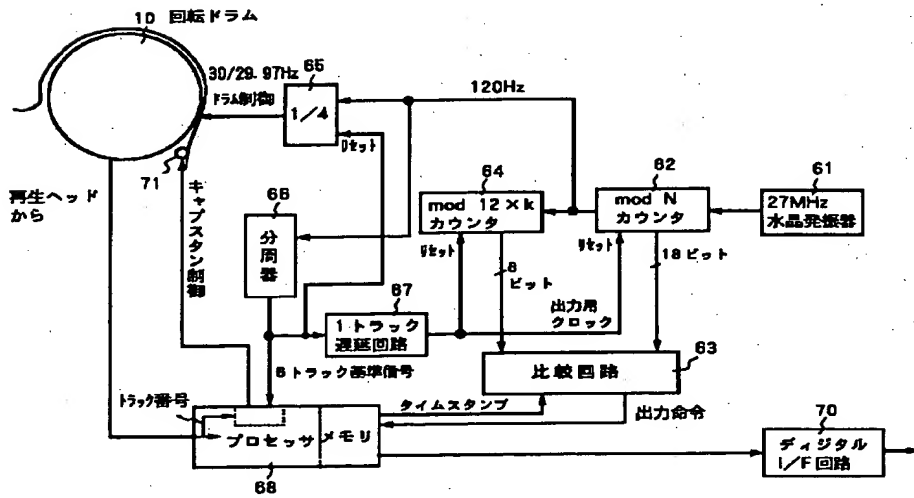 10 回転ドラム
30/29.97Hz
ドラム制御
65
1/4
リセット
120Hz
64
mod 12×k
カウンタ
リセット
62
mod N
カウンタ
リセット
61
27MHz
水晶発振器
71
再生ヘッド
から
キャプスタン制御
66
分周器
8
ビット
18ビット
67
1トラック
遅延回路
出力用
クロック
63
比較回路
6トラック基準信号
トラック番号
タイムスタンプ
出力命令
プロセッサ
メモリ
68
70
ディジタル
I/F回路